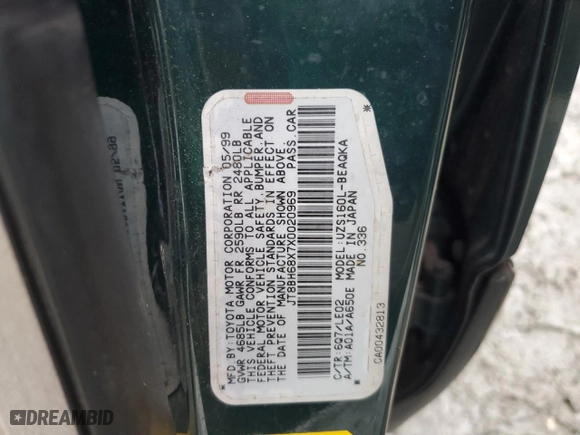 MFD.BY:TOYOTA MOTOR CORPORATION 05/99
GVWR 4685LB GAWR FR 2590LB RR 2480LB
THIS VEHICLE CONFORMS TO ALL APPLICABLE
FEDERAL MOTOR VEHICLE SAFETY, BUMPER, AND
THEFT PREVENTION STANDARDS IN EFFECT ON
THE DATE OF MANUFACTURE SHOWN ABOVE.
JT8BH68X7X0020969 PASS.CAR
MODEL:UZS160L-BEAQKA
MADE IN JAPAN
NO.336
C/TR:6Q7/LE02
A/TM:A01A/A650E
CA00432813
DREAMBID